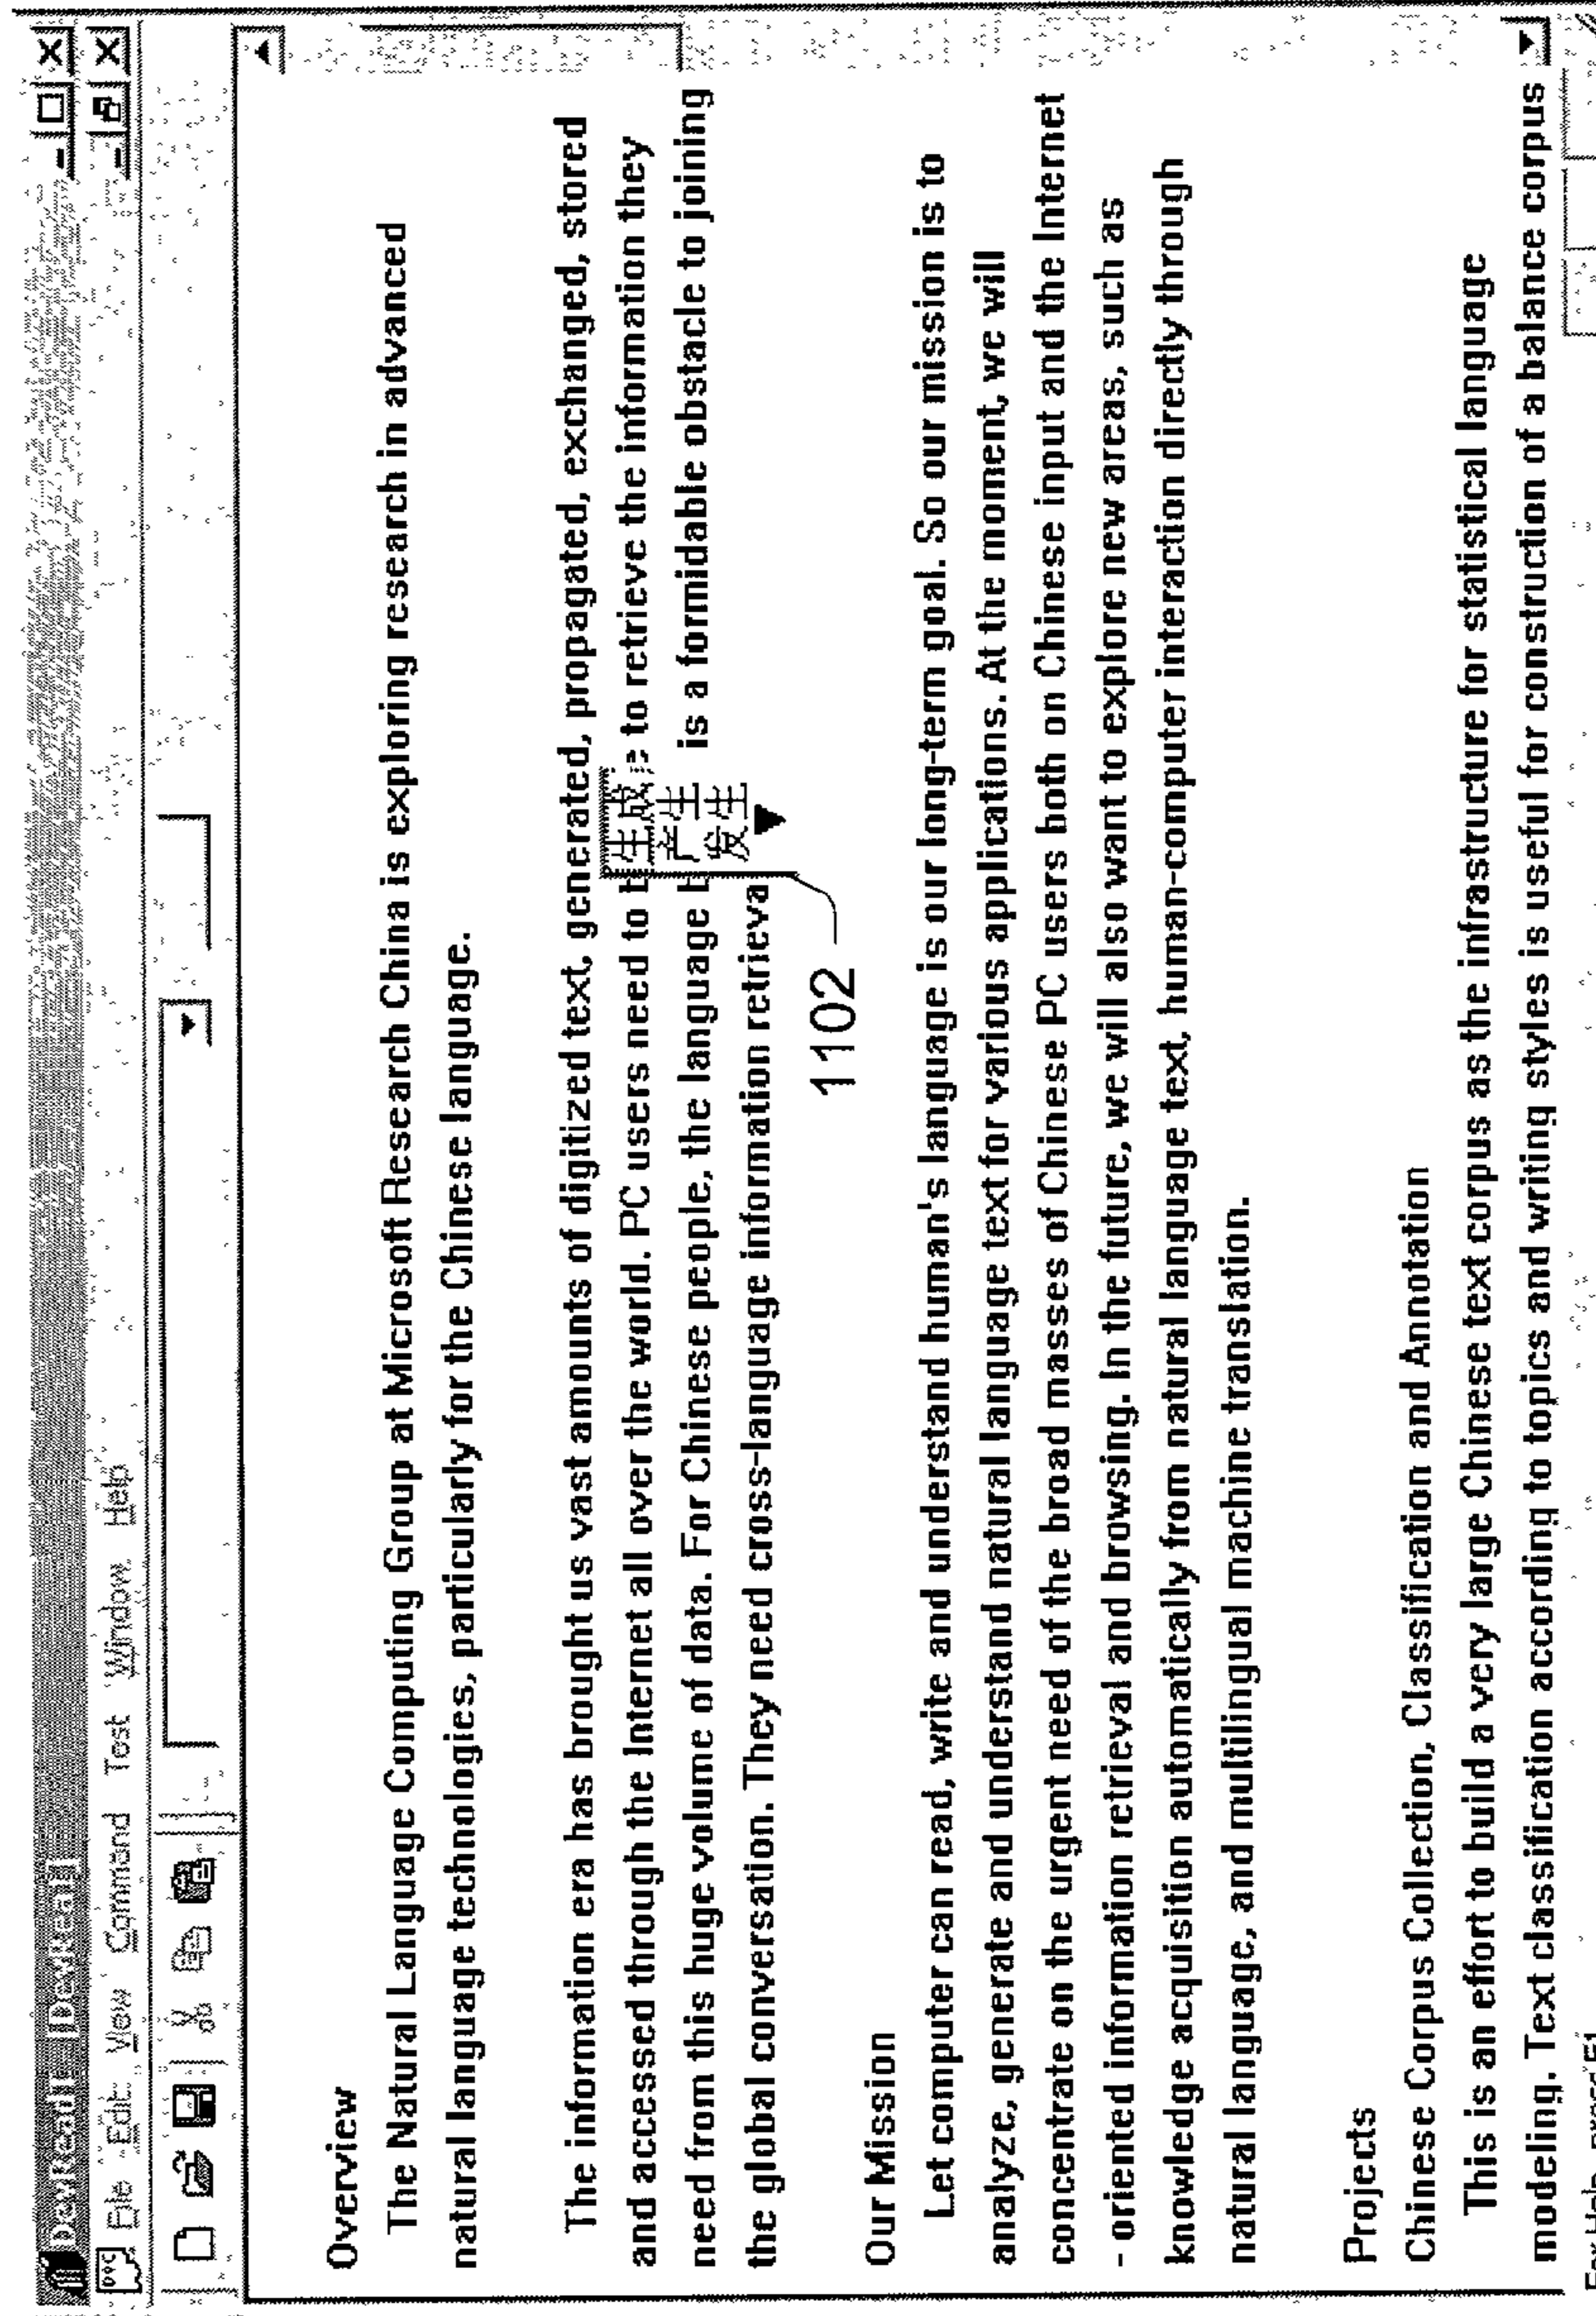 DevRead1 [DevRea1]
File Edit View Command Test Window Help
Overview
The Natural Language Computing Group at Microsoft Research China is exploring research in advanced
natural language technologies, particularly for the Chinese language.
The information era has brought us vast amounts of digitized text, generated, propagated, exchanged, stored
and accessed through the Internet all over the world. PC users need to to retrieve the information they
need from this huge volume of data. For Chinese people, the language is a formidable obstacle to joining
the global conversation. They need cross-language information retrieva
生成
产生
发生
1102
Our Mission
Let computer can read, write and understand human's language is our long-term goal. So our mission is to
analyze, generate and understand natural language text for various applications. At the moment, we will
concentrate on the urgent need of the broad masses of Chinese PC users both on Chinese input and the Internet
- oriented information retrieval and browsing. In the future, we will also want to explore new areas, such as
knowledge acquisition automatically from natural language text, human-computer interaction directly through
natural language, and multilingual machine translation.
Projects
Chinese Corpus Collection, Classification and Annotation
This is an effort to build a very large Chinese text corpus as the infrastructure for statistical language
modeling. Text classification according to topics and writing styles is useful for construction of a balance corpus
For Help, press F1